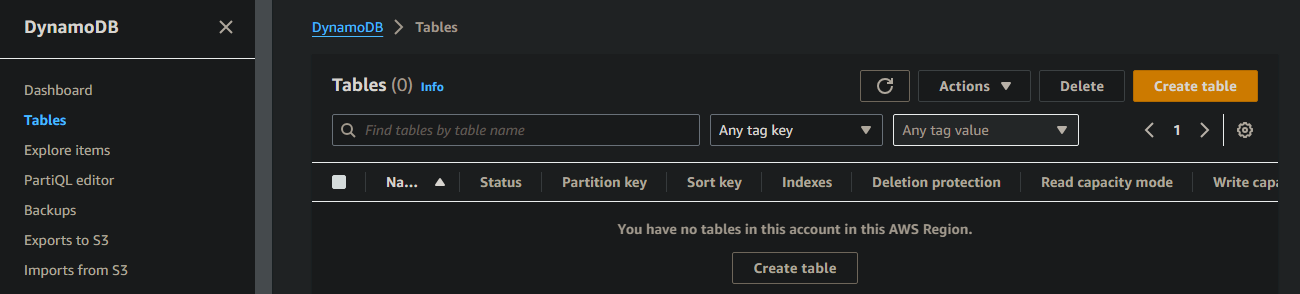 DynamoDB
Dashboard
Tables
Explore items
PartiQL editor
Backups
Exports to S3
Imports from S3
DynamoDB > Tables
Tables (0) Info
Actions
Delete
Create table
Find tables by table name
Any tag key
Any tag value
1
Na... Status Partition key Sort key Indexes Deletion protection Read capacity mode Write capa
You have no tables in this account in this AWS Region.
Create table